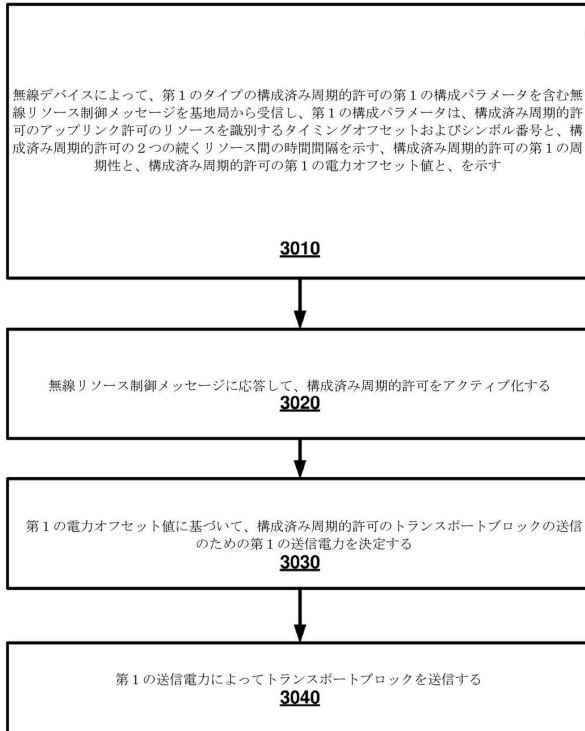 無線デバイスによって、第１のタイプの構成済み周期的許可の第１の構成パラメータを含む無
線リソース制御メッセージを基地局から受信し、第１の構成パラメータは、構成済み周期的許
可のアップリンク許可のリソースを識別するタイミングオフセットおよびシンボル番号と、構
成済み周期的許可の２つの続くリソース間の時間間隔を示す、構成済み周期的許可の第１の周
期性と、構成済み周期的許可の第１の電力オフセット値と、を示す
3010
無線リソース制御メッセージに応答して、構成済み周期的許可をアクティブ化する
3020
第１の電力オフセット値に基づいて、構成済み周期的許可のトランスポートブロックの送信
のための第１の送信電力を決定する
3030
第１の送信電力によってトランスポートブロックを送信する
3040